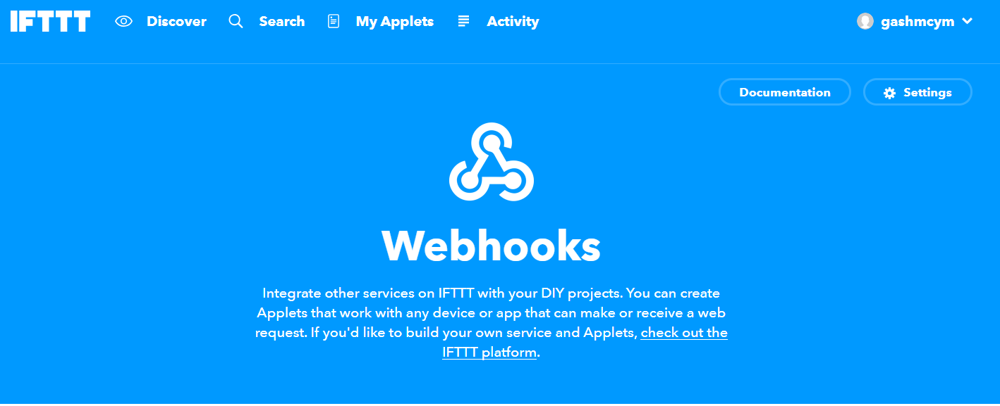 IFTTT Discover Search My Applets Activity gashmcym
Documentation Settings
Webhooks
Integrate other services on IFTTT with your DIY projects. You can create
Applets that work with any device or app that can make or receive a web
request. If you'd like to build your own service and Applets, check out the
IFTTT platform.